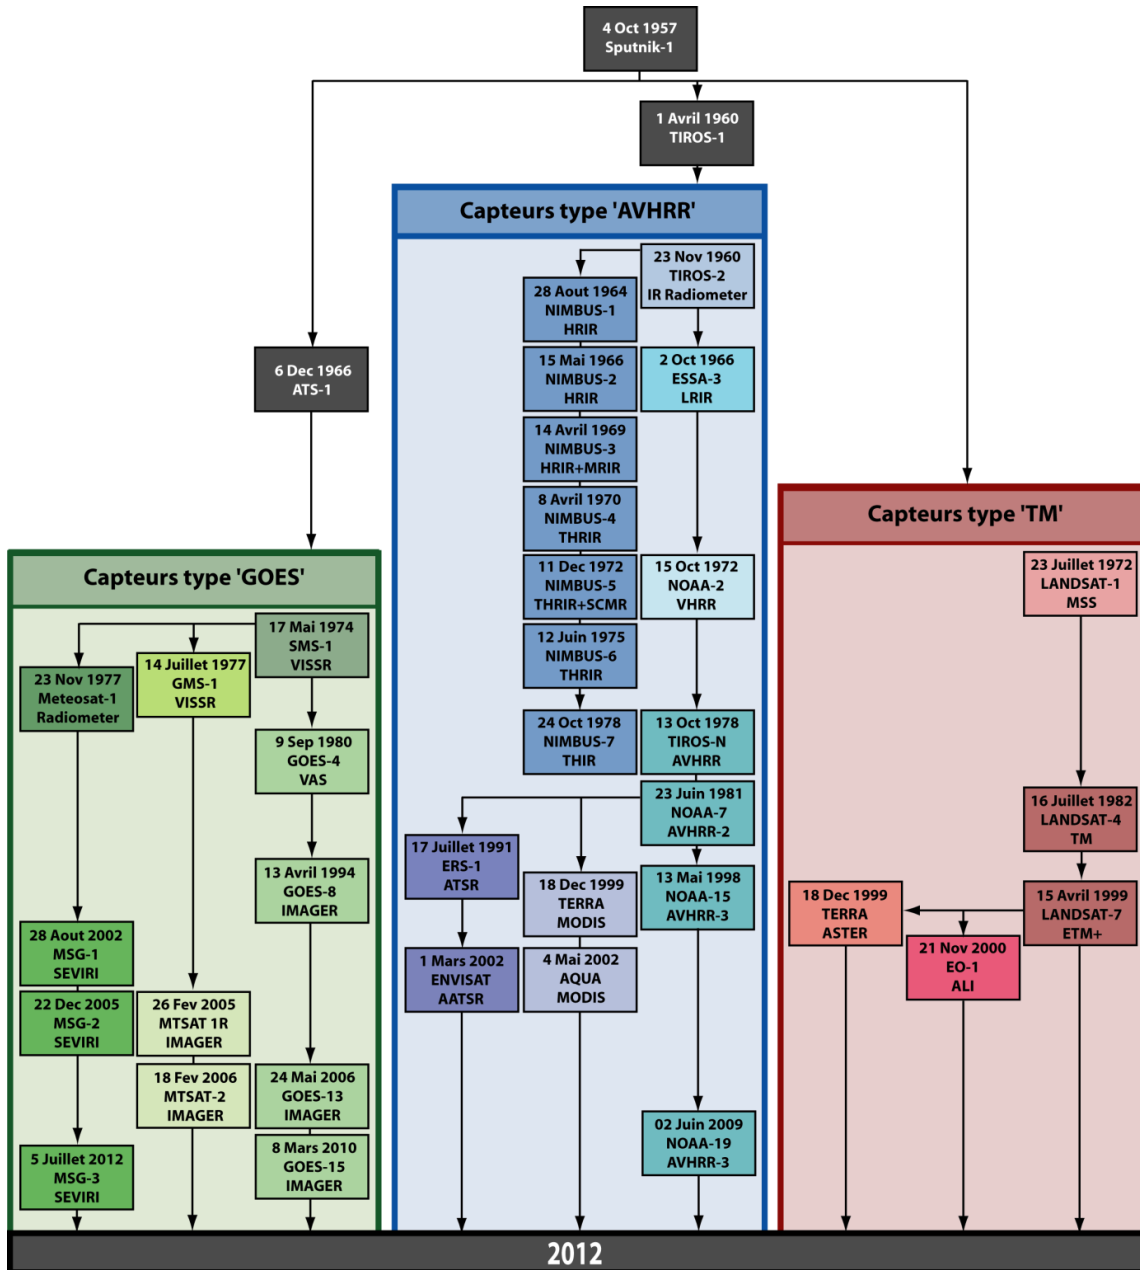 4 Oct 1957
Sputnik-1
1 Avril 1960
TIROS-1
6 Dec 1966
ATS-1
Capteurs type 'GOES'
17 Mai 1974
SMS-1
VISSR
14 Juillet 1977
GMS-1
VISSR
23 Nov 1977
Meteosat-1
Radiometer
9 Sep 1980
GOES-4
VAS
13 Avril 1994
GOES-8
IMAGER
28 Aout 2002
MSG-1
SEVIRI
22 Dec 2005
MSG-2
SEVIRI
26 Fev 2005
MTSAT 1R
IMAGER
18 Fev 2006
MTSAT-2
IMAGER
24 Mai 2006
GOES-13
IMAGER
8 Mars 2010
GOES-15
IMAGER
5 Juillet 2012
MSG-3
SEVIRI
Capteurs type 'AVHRR'
23 Nov 1960
TIROS-2
IR Radiometer
28 Aout 1964
NIMBUS-1
HRIR
15 Mai 1966
NIMBUS-2
HRIR
2 Oct 1966
ESSA-3
LRIR
14 Avril 1969
NIMBUS-3
HRIR+MRIR
8 Avril 1970
NIMBUS-4
THRIR
11 Dec 1972
NIMBUS-5
THRIR+SCMR
15 Oct 1972
NOAA-2
VHRR
12 Juin 1975
NIMBUS-6
THRIR
24 Oct 1978
NIMBUS-7
THIR
13 Oct 1978
TIROS-N
AVHRR
23 Juin 1981
NOAA-7
AVHRR-2
17 Juillet 1991
ERS-1
ATSR
18 Dec 1999
TERRA
MODIS
13 Mai 1998
NOAA-15
AVHRR-3
1 Mars 2002
ENVISAT
AATSR
4 Mai 2002
AQUA
MODIS
02 Juin 2009
NOAA-19
AVHRR-3
Capteurs type 'TM'
23 Juillet 1972
LANDSAT-1
MSS
16 Juillet 1982
LANDSAT-4
TM
18 Dec 1999
TERRA
ASTER
15 Avril 1999
LANDSAT-7
ETM+
21 Nov 2000
EO-1
ALI
2012